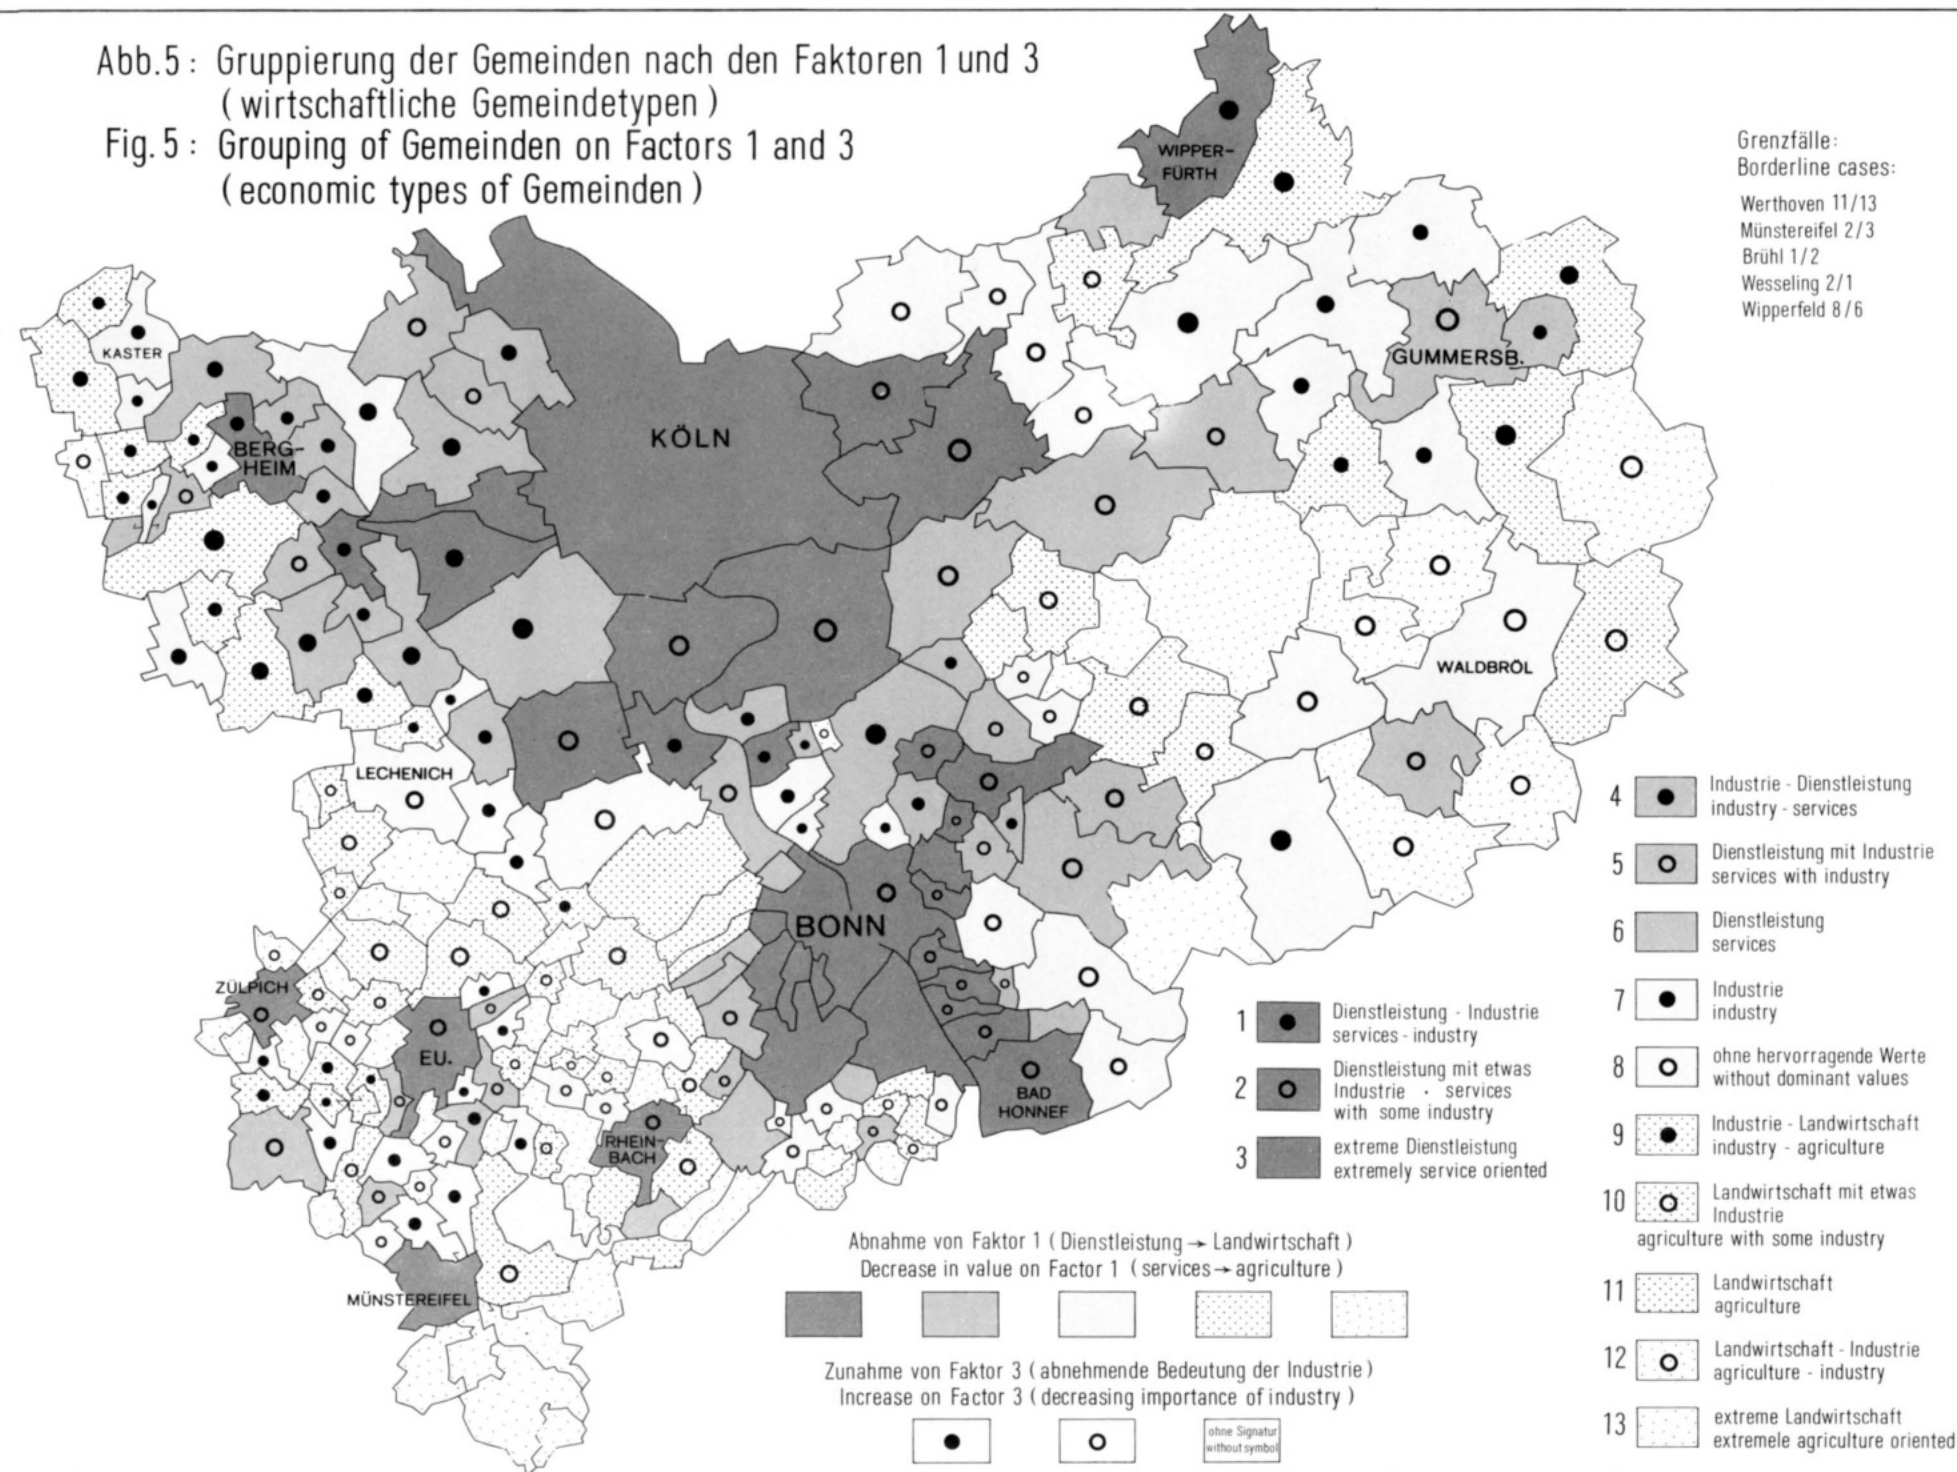 Abb.5: Gruppierung der Gemeinden nach den Faktoren 1 und 3
(wirtschaftliche Gemeindetypen)
Fig.5: Grouping of Gemeinden on Factors 1 and 3
(economic types of Gemeinden)
Grenzfälle:
Borderline cases:
Werthoven 11/13
Münstereifel 2/3
Brühl 1/2
Wesseling 2/1
Wipperfeld 8/6
WIPPER-
FÜRTH
KASTER
GUMMERSB.
KÖLN
BERG-
HEIM
WALDBRÖL
LECHENICH
BONN
ZÜLPICH
EU.
BAD
HONNEF
RHEIN-
BACH
MÜNSTEREIFEL
1 Dienstleistung - Industrie
services - industry
2 Dienstleistung mit etwas
Industrie · services
with some industry
3 extreme Dienstleistung
extremely service oriented
4 Industrie - Dienstleistung
industry - services
5 Dienstleistung mit Industrie
services with industry
6 Dienstleistung
services
7 Industrie
industry
8 ohne hervorragende Werte
without dominant values
9 Industrie - Landwirtschaft
industry - agriculture
10 Landwirtschaft mit etwas
Industrie
agriculture with some industry
11 Landwirtschaft
agriculture
12 Landwirtschaft - Industrie
agriculture - industry
13 extreme Landwirtschaft
extremele agriculture oriented
Abnahme von Faktor 1 (Dienstleistung → Landwirtschaft)
Decrease in value on Factor 1 (services → agriculture)
Zunahme von Faktor 3 (abnehmende Bedeutung der Industrie)
Increase on Factor 3 (decreasing importance of industry)
ohne Signatur
without symbol